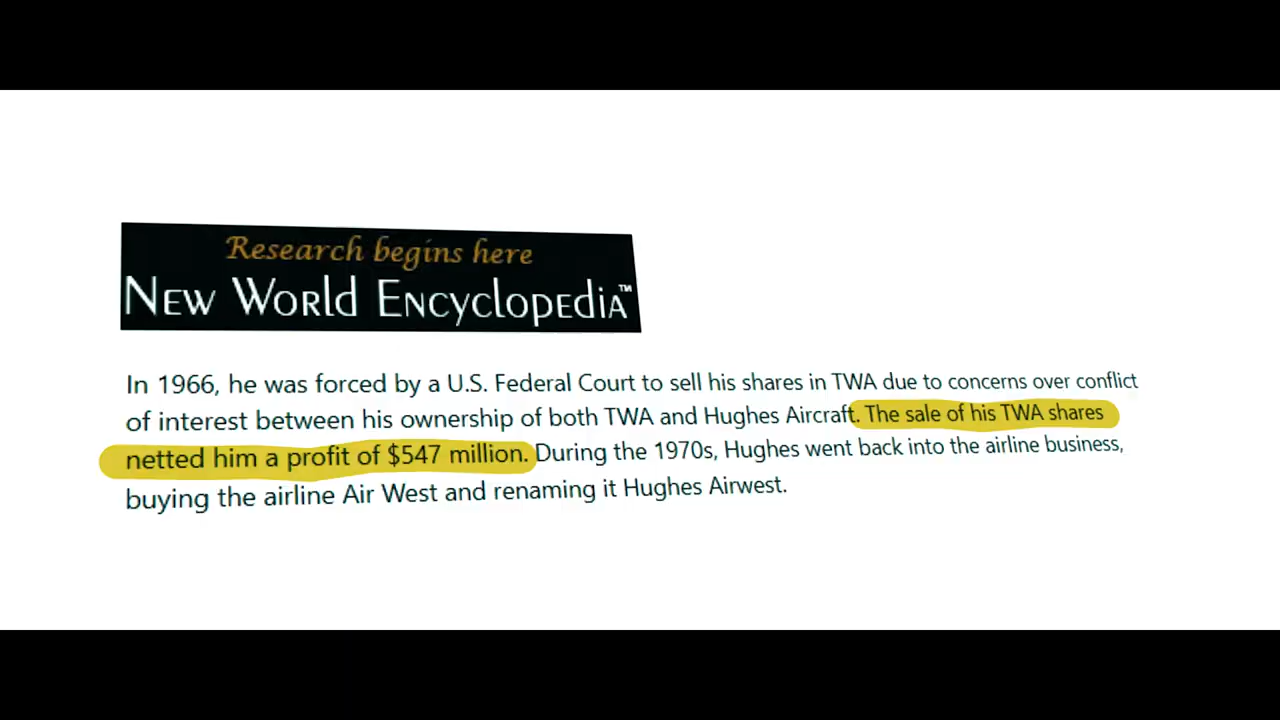 Research begins here
New World Encyclopedia™
In 1966, he was forced by a U.S. Federal Court to sell his shares in TWA due to concerns over conflict
of interest between his ownership of both TWA and Hughes Aircraft. The sale of his TWA shares
netted him a profit of $547 million. During the 1970s, Hughes went back into the airline business,
buying the airline Air West and renaming it Hughes Airwest.